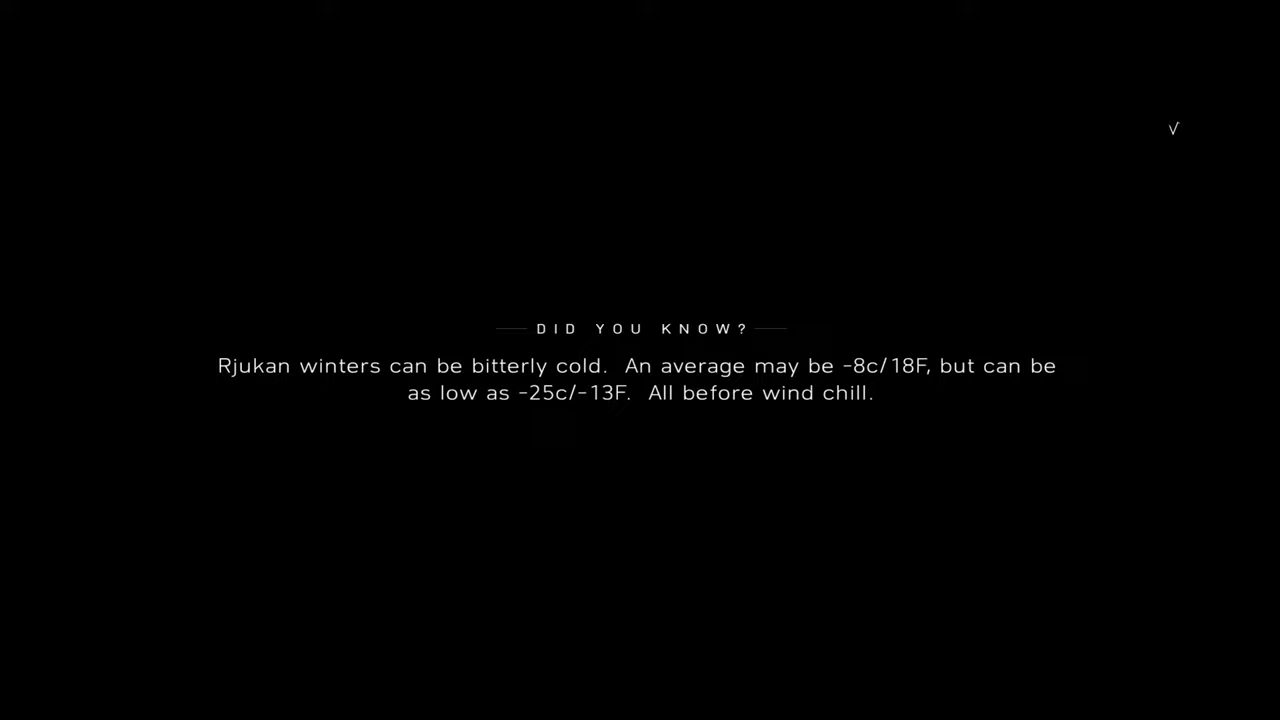 DID YOU KNOW?
Rjukan winters can be bitterly cold.  An average may be -8c/18F, but can be
as low as -25c/-13F.  All before wind chill.